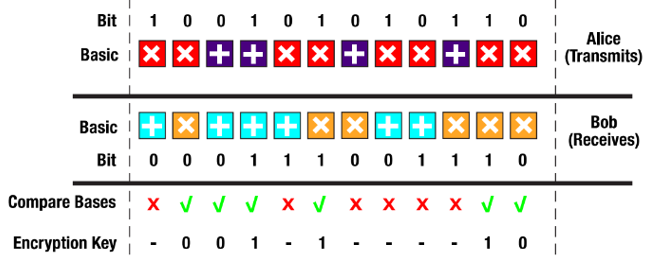 Bit 1 0 0 1 0 1 0 1 0 1 1 0
Basic × × + + × × + × × + × ×
Alice
(Transmits)
Basic + × + + + × × + + × × ×
Bob
(Receives)
Bit 0 0 0 1 1 1 0 0 1 1 1 0
Compare Bases x √ √ √ x √ x x x x √ √
Encryption Key - 0 0 1 - 1 - - - - 1 0